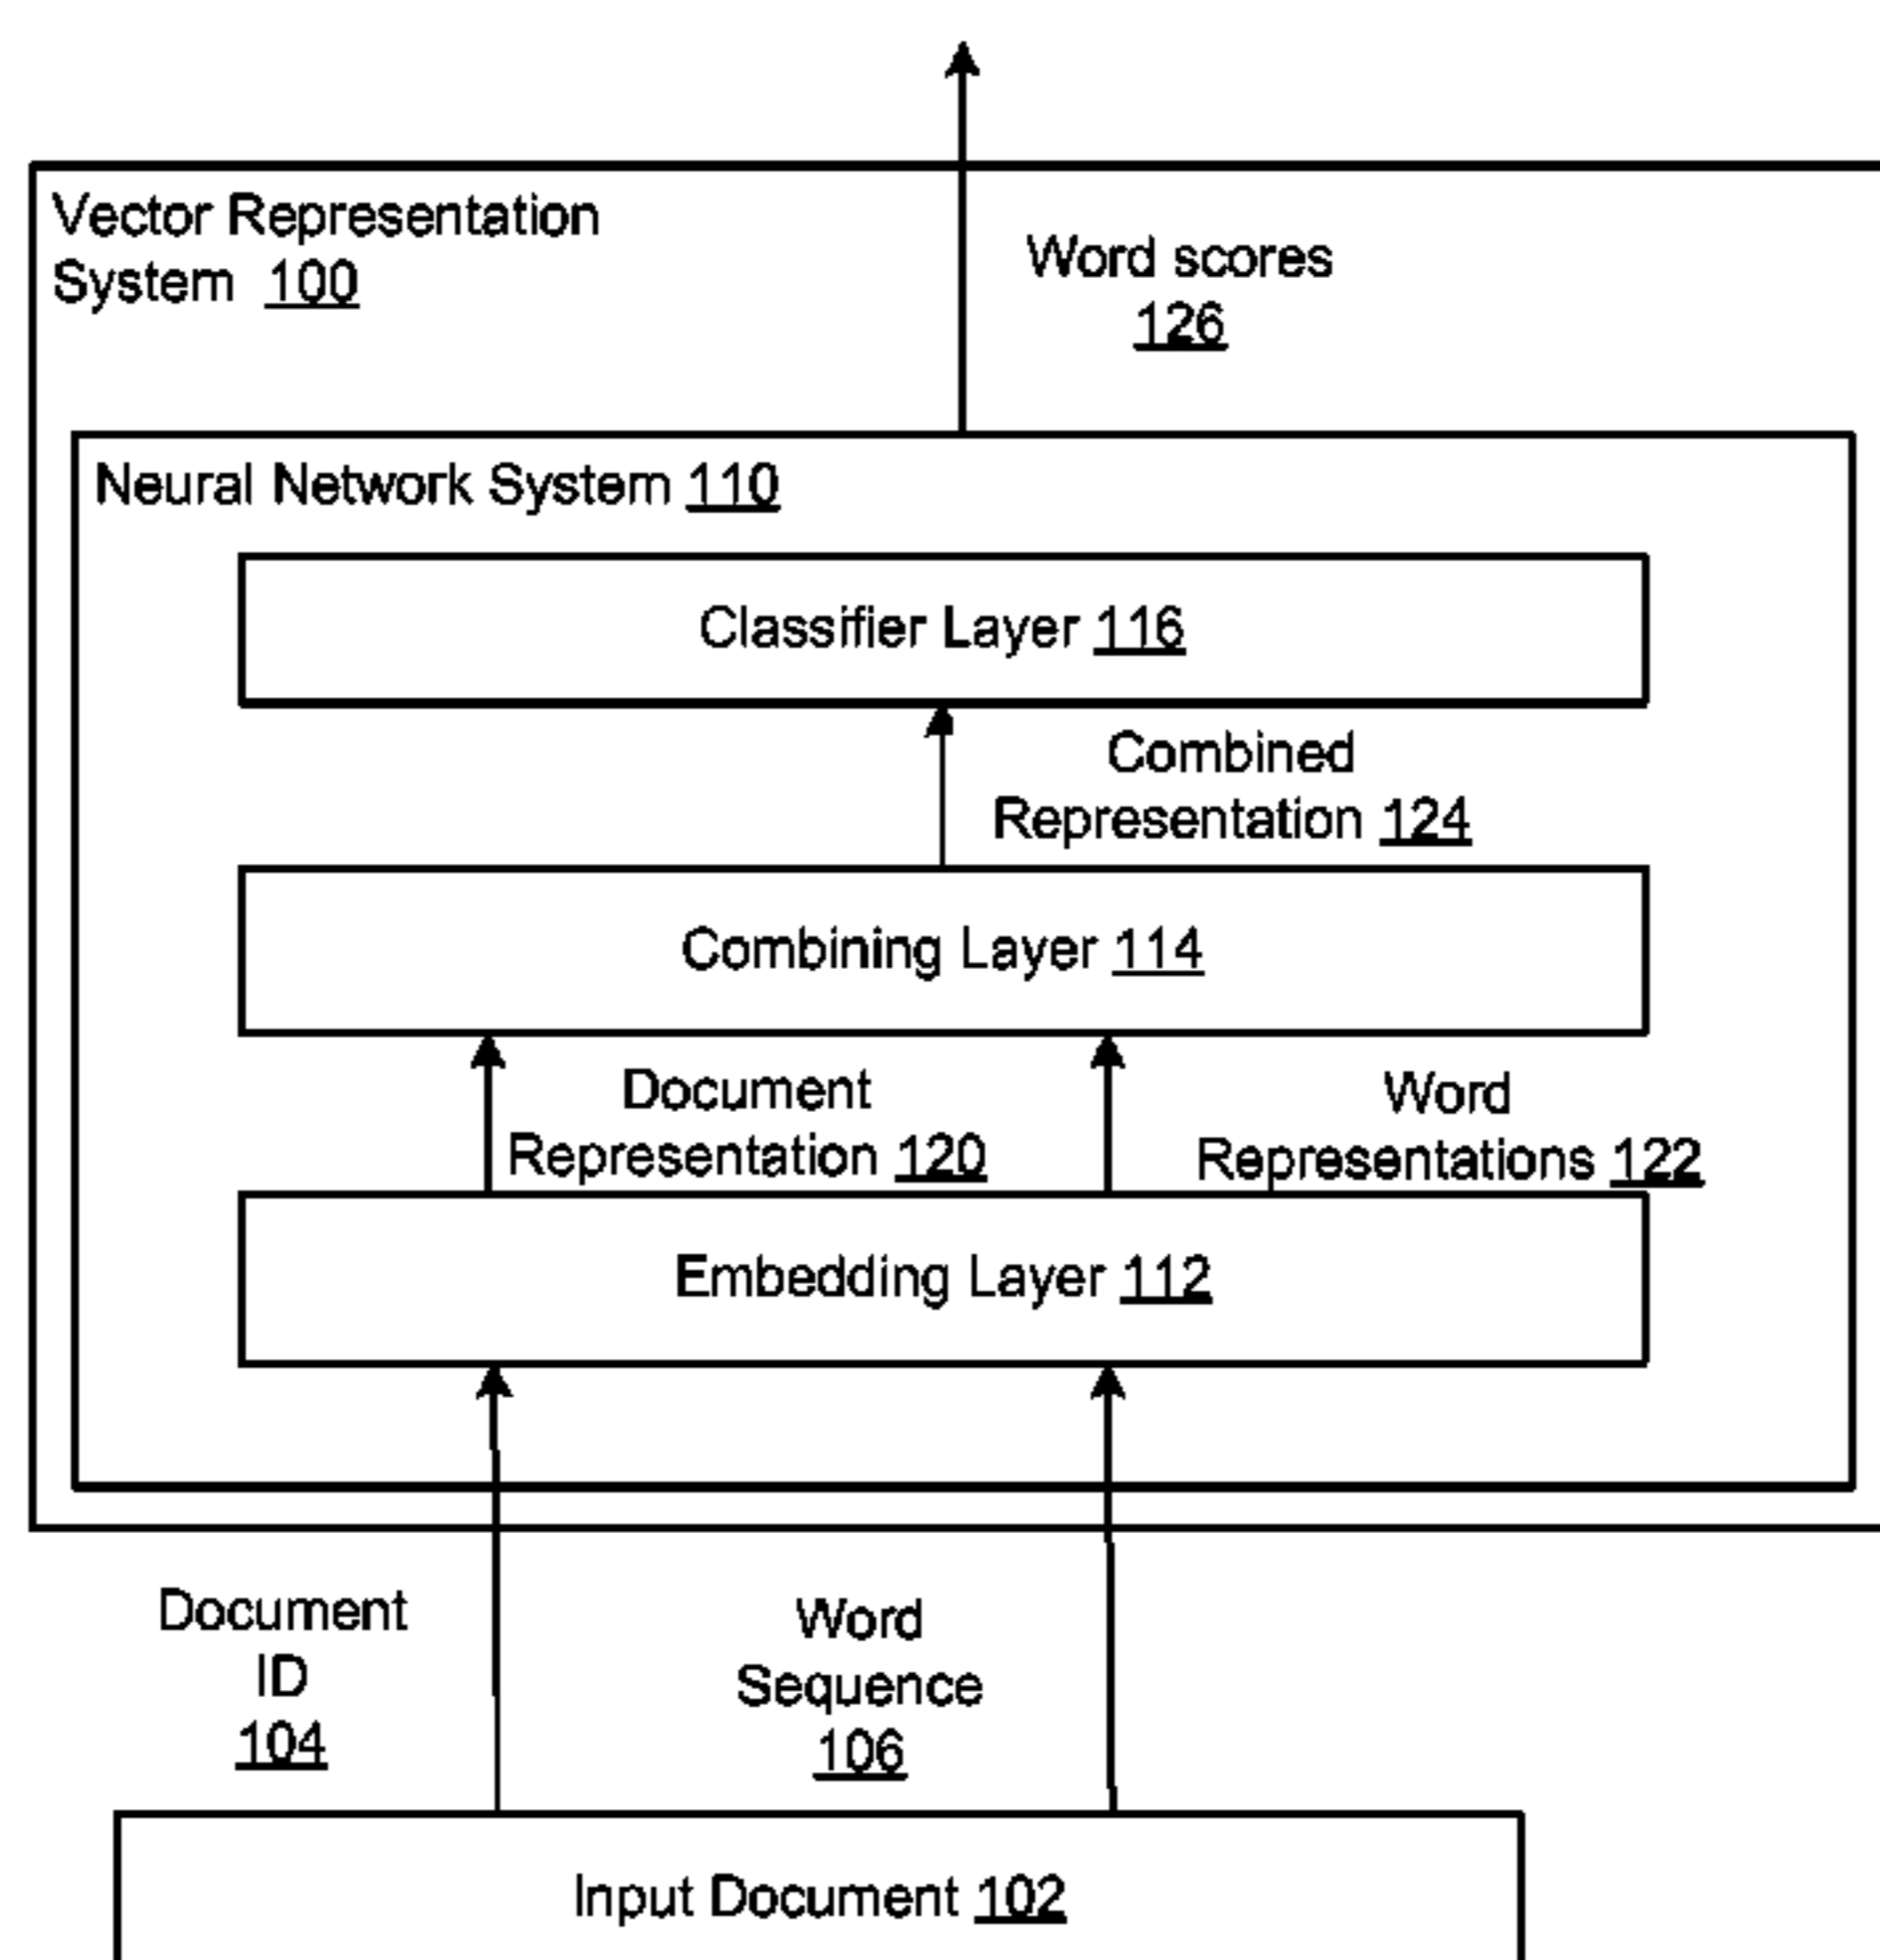 Vector Representation
System 100
Word scores
126
Neural Network System 110
Classifier Layer 116
Combined
Representation 124
Combining Layer 114
Document
Representation 120
Word
Representations 122
Embedding Layer 112
Document
ID
104
Word
Sequence
106
Input Document 102